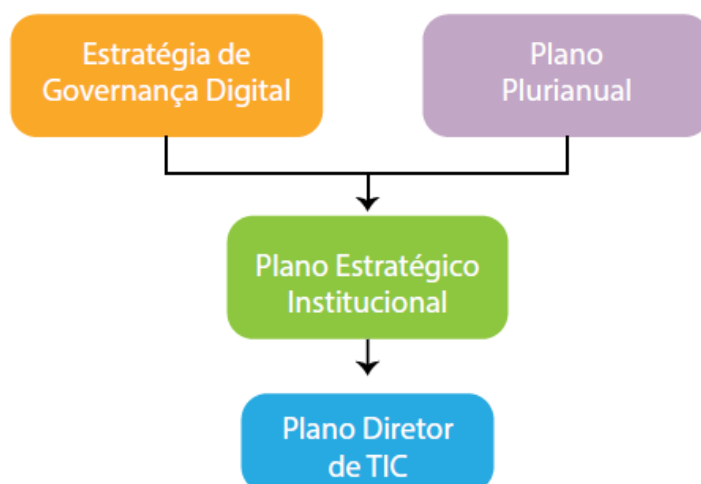 Estratégia de
Governança Digital
Plano
Plurianual
Plano Estratégico
Institucional
Plano Diretor
de TIC